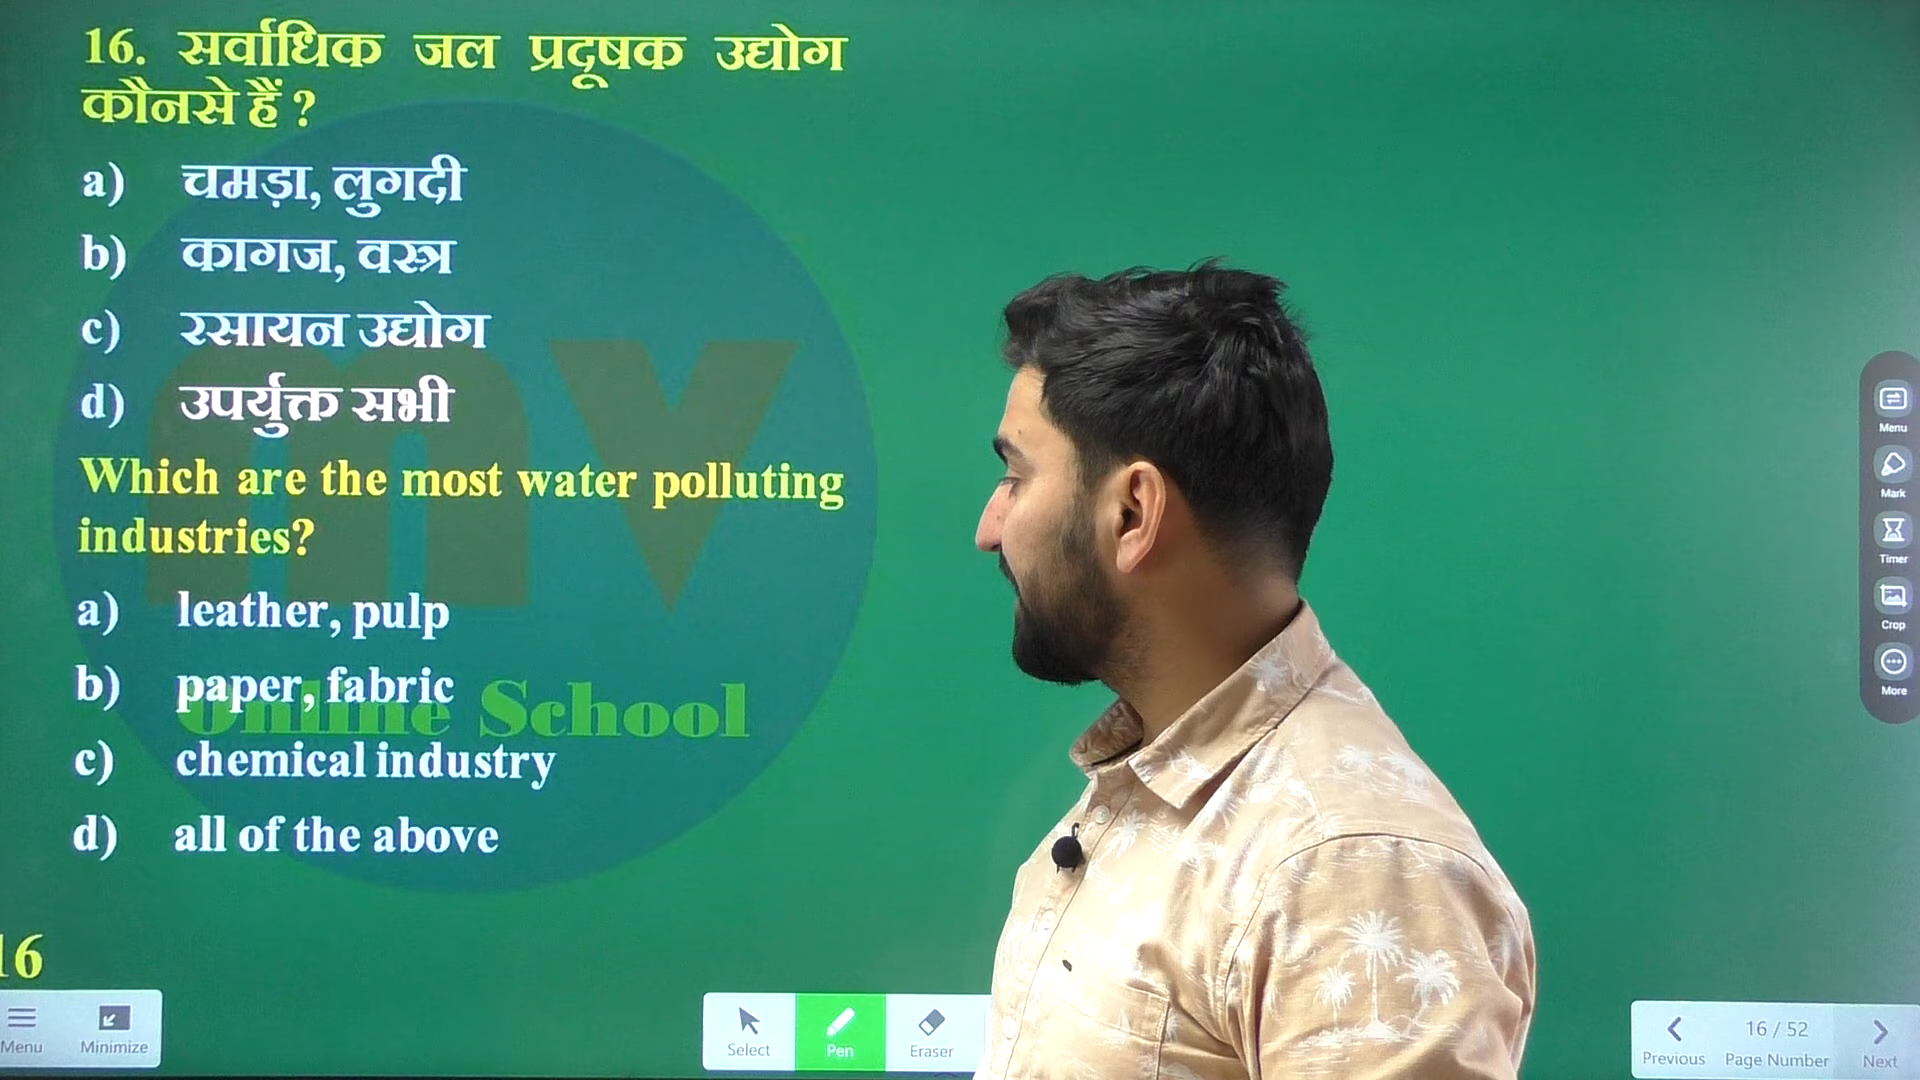 16. सर्वाधिक जल प्रदूषक उद्योग
कौनसे हैं ?
a) चमड़ा, लुगदी
b) कागज, वस्त्र
c) रसायन उद्योग
d) उपर्युक्त सभी
Which are the most water polluting
industries?
a) leather, pulp
b) paper, fabric
c) chemical industry
d) all of the above
mv
Online School
16
Menu
Minimize
Select
Pen
Eraser
Menu
Mark
Timer
Crop
More
16 / 52
Previous Page Number Next